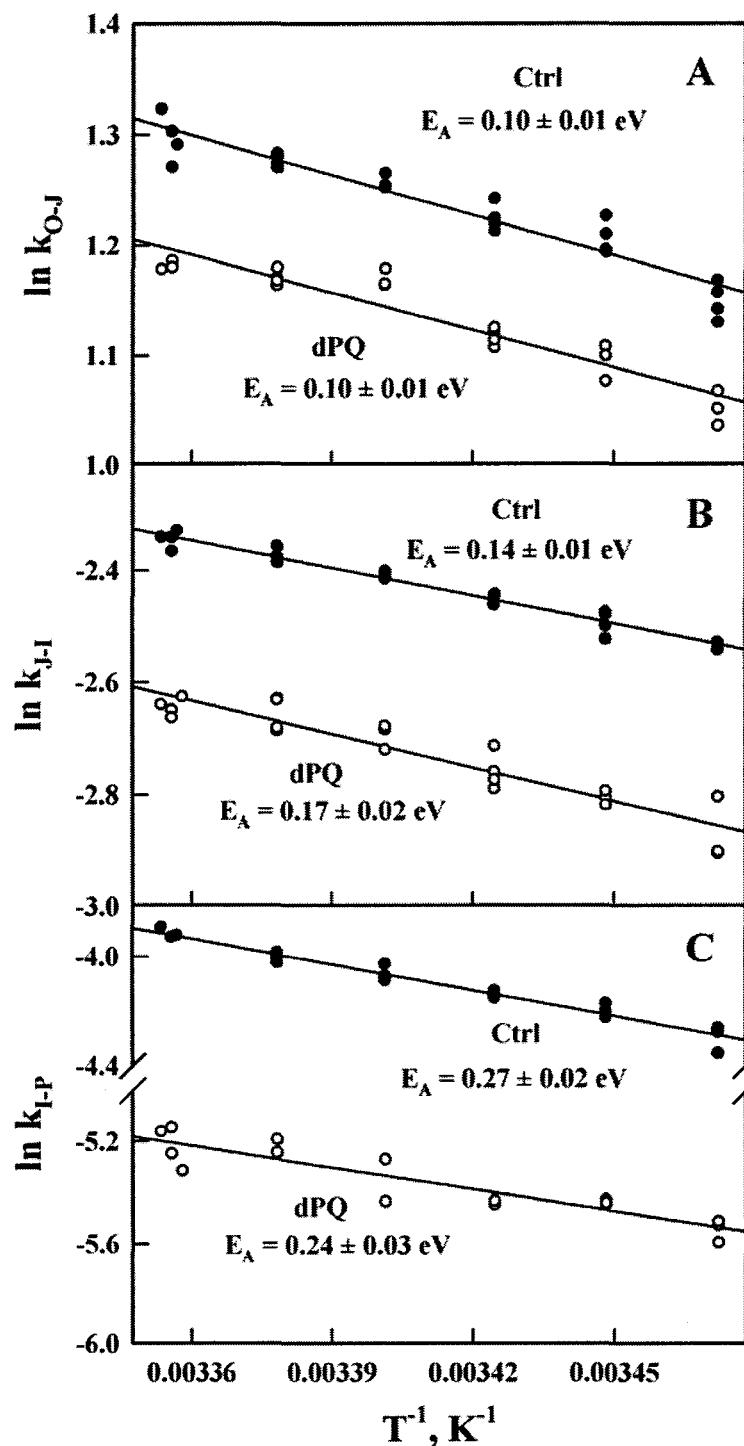 1.4
A
Ctrl
E_A = 0.10 ± 0.01 eV
1.3
ln k_O-J
1.2
dPQ
E_A = 0.10 ± 0.01 eV
1.1
1.0
B
Ctrl
E_A = 0.14 ± 0.01 eV
-2.4
ln k_J-I
-2.6
dPQ
E_A = 0.17 ± 0.02 eV
-2.8
-3.0
C
-4.0
Ctrl
E_A = 0.27 ± 0.02 eV
-4.4
ln k_I-P
-5.2
dPQ
E_A = 0.24 ± 0.03 eV
-5.6
-6.0
0.00336 0.00339 0.00342 0.00345
T^-1, K^-1